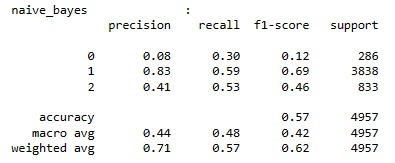 naive_bayes :
precision recall f1-score support
0 0.08 0.30 0.12 286
1 0.83 0.59 0.69 3838
2 0.41 0.53 0.46 833
accuracy 0.57 4957
macro avg 0.44 0.48 0.42 4957
weighted avg 0.71 0.57 0.62 4957